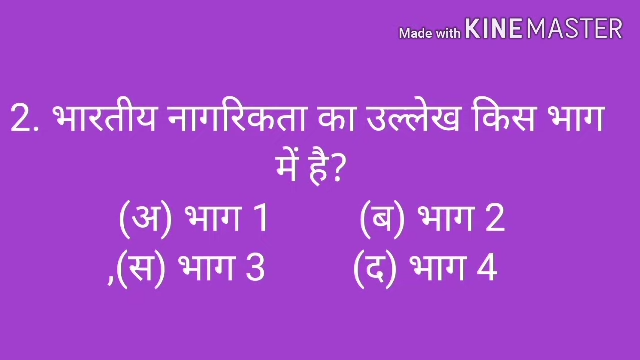 Made with KINEMASTER
2. भारतीय नागरिकता का उल्लेख किस भाग
में है?
(अ) भाग 1 (ब) भाग 2
,(स) भाग 3 (द) भाग 4